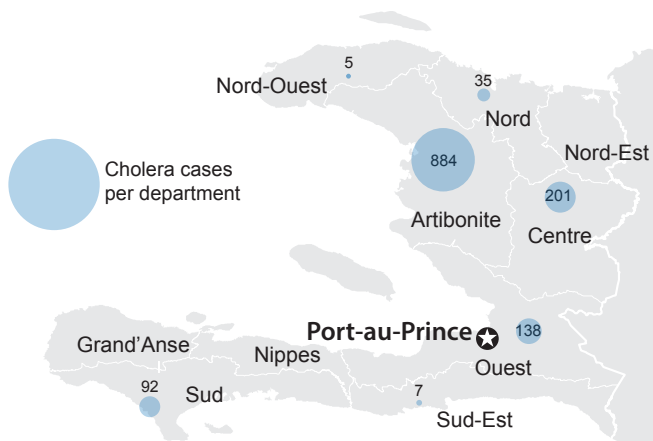 5
Nord-Ouest
35
Nord
Nord-Est
884
Cholera cases
per department
201
Artibonite
Centre
Port-au-Prince
138
Grand'Anse
Nippes
Ouest
92
Sud
7
Sud-Est